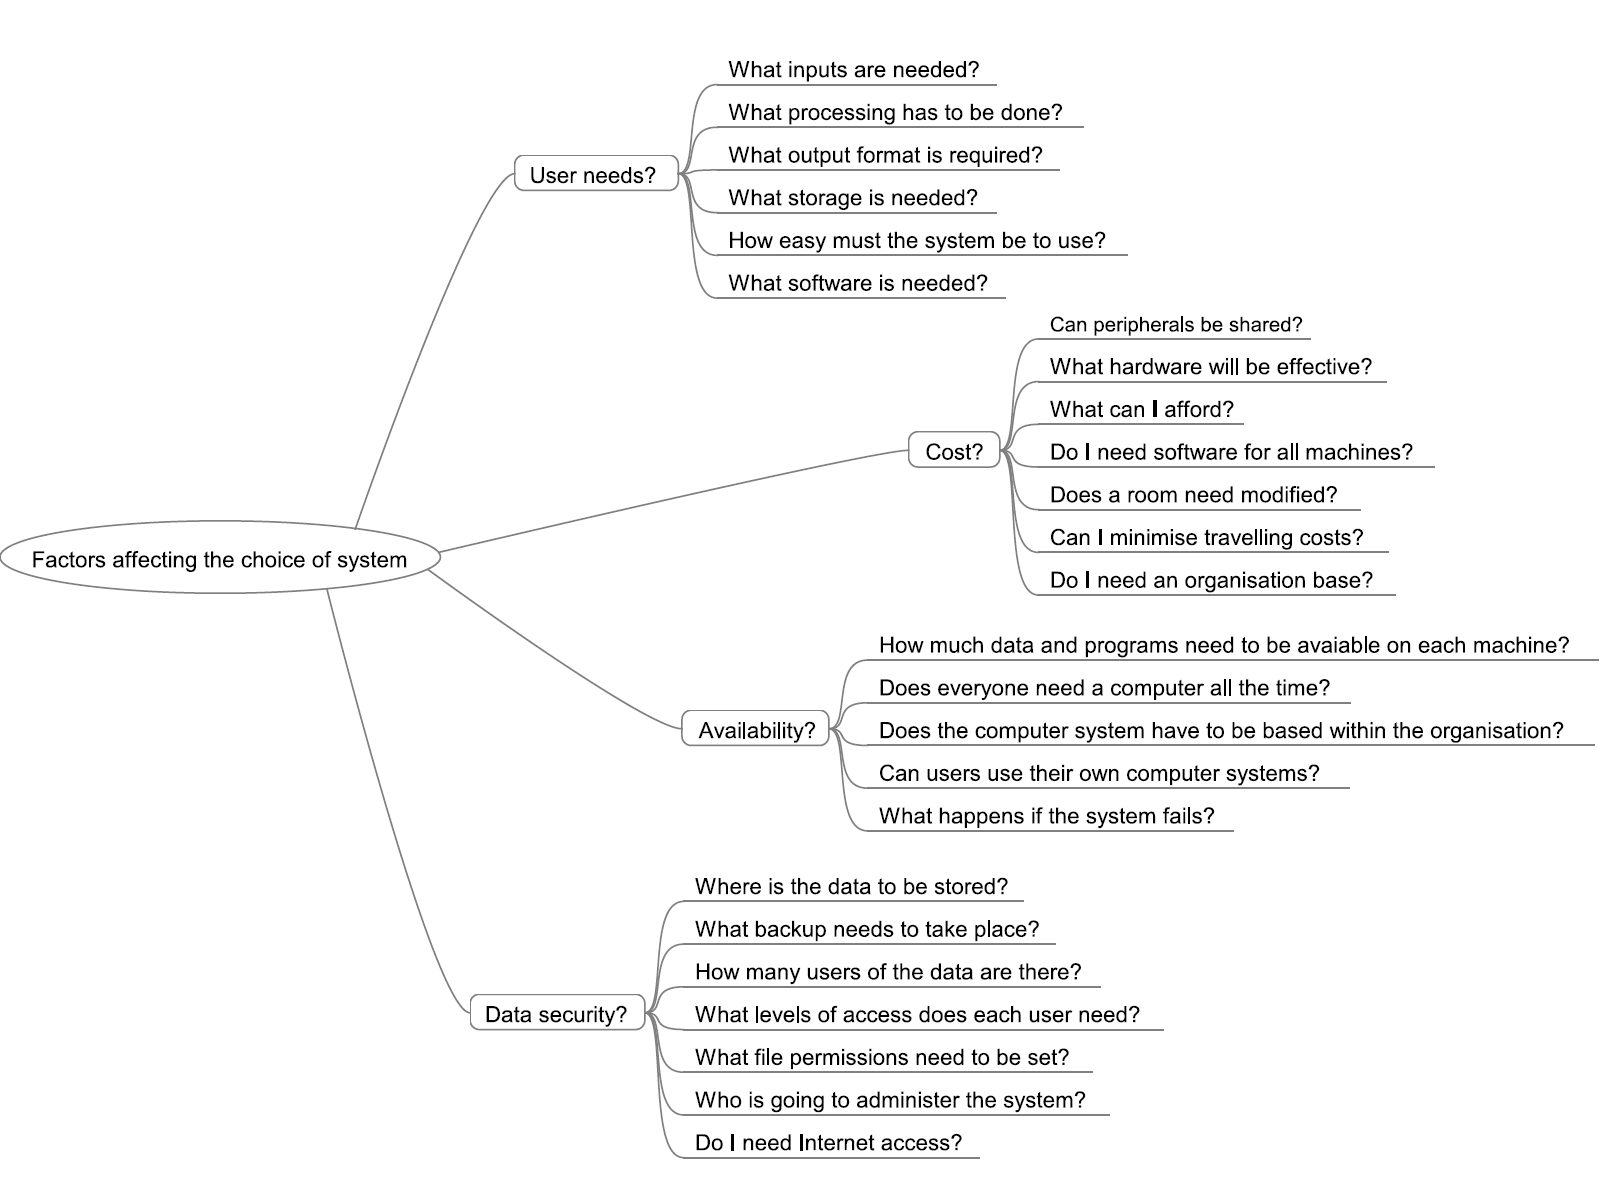 Factors affecting the choice of system
User needs?
What inputs are needed?
What processing has to be done?
What output format is required?
What storage is needed?
How easy must the system be to use?
What software is needed?
Cost?
Can peripherals be shared?
What hardware will be effective?
What can I afford?
Do I need software for all machines?
Does a room need modified?
Can I minimise travelling costs?
Do I need an organisation base?
Availability?
How much data and programs need to be avaiable on each machine?
Does everyone need a computer all the time?
Does the computer system have to be based within the organisation?
Can users use their own computer systems?
What happens if the system fails?
Data security?
Where is the data to be stored?
What backup needs to take place?
How many users of the data are there?
What levels of access does each user need?
What file permissions need to be set?
Who is going to administer the system?
Do I need Internet access?